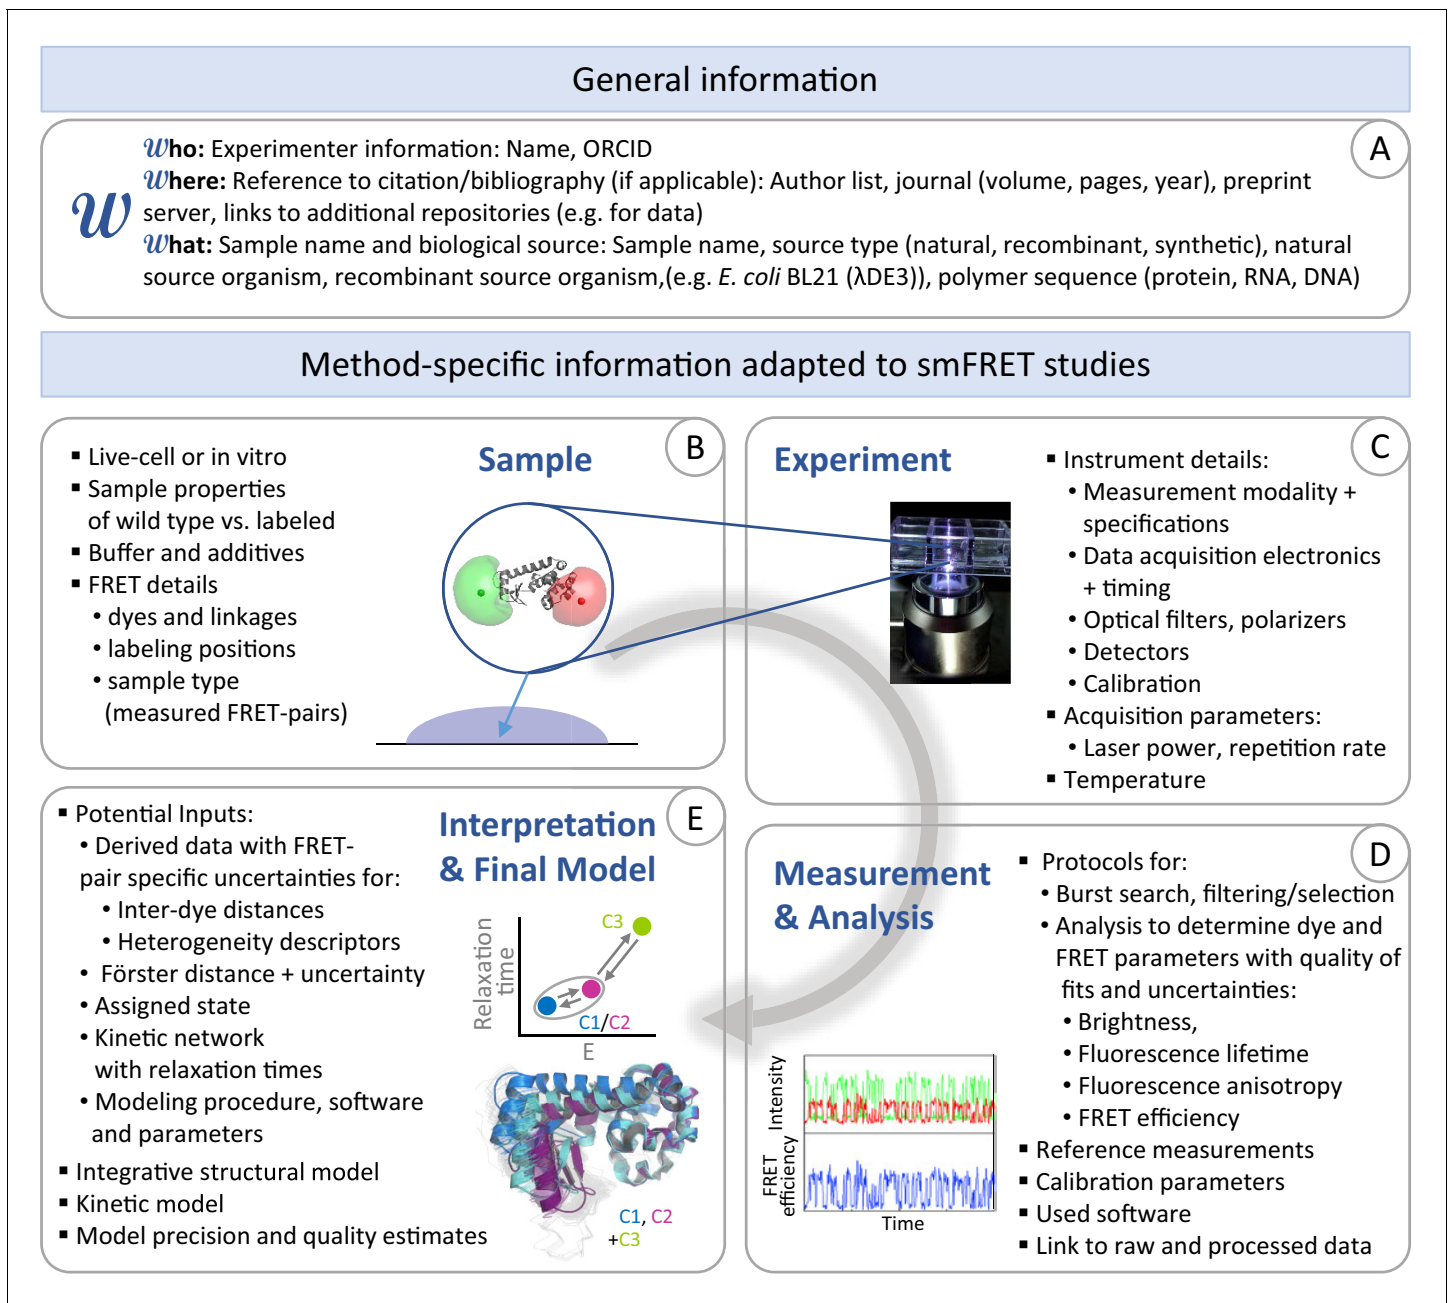 General information
A
Who: Experimenter information: Name, ORCID
Where: Reference to citation/bibliography (if applicable): Author list, journal (volume, pages, year), preprint
server, links to additional repositories (e.g. for data)
W
What: Sample name and biological source: Sample name, source type (natural, recombinant, synthetic), natural
source organism, recombinant source organism,(e.g. E. coli BL21 (λDE3)), polymer sequence (protein, RNA, DNA)
Method-specific information adapted to smFRET studies
B
Sample
▪ Live-cell or in vitro
▪ Sample properties
of wild type vs. labeled
▪ Buffer and additives
▪ FRET details
• dyes and linkages
• labeling positions
• sample type
(measured FRET-pairs)
C
Experiment
▪ Instrument details:
• Measurement modality +
specifications
• Data acquisition electronics
+ timing
• Optical filters, polarizers
• Detectors
• Calibration
▪ Acquisition parameters:
• Laser power, repetition rate
▪ Temperature
D
Measurement
& Analysis
▪ Protocols for:
• Burst search, filtering/selection
• Analysis to determine dye and
FRET parameters with quality of
fits and uncertainties:
• Brightness,
• Fluorescence lifetime
• Fluorescence anisotropy
• FRET efficiency
▪ Reference measurements
▪ Calibration parameters
▪ Used software
▪ Link to raw and processed data
Intensity
FRET
efficiency
Time
E
Interpretation
& Final Model
▪ Potential Inputs:
• Derived data with FRET-
pair specific uncertainties for:
• Inter-dye distances
• Heterogeneity descriptors
• Förster distance + uncertainty
• Assigned state
• Kinetic network
with relaxation times
• Modeling procedure, software
and parameters
▪ Integrative structural model
▪ Kinetic model
▪ Model precision and quality estimates
Relaxation
time
C3
C1/C2
E
C1, C2
+C3